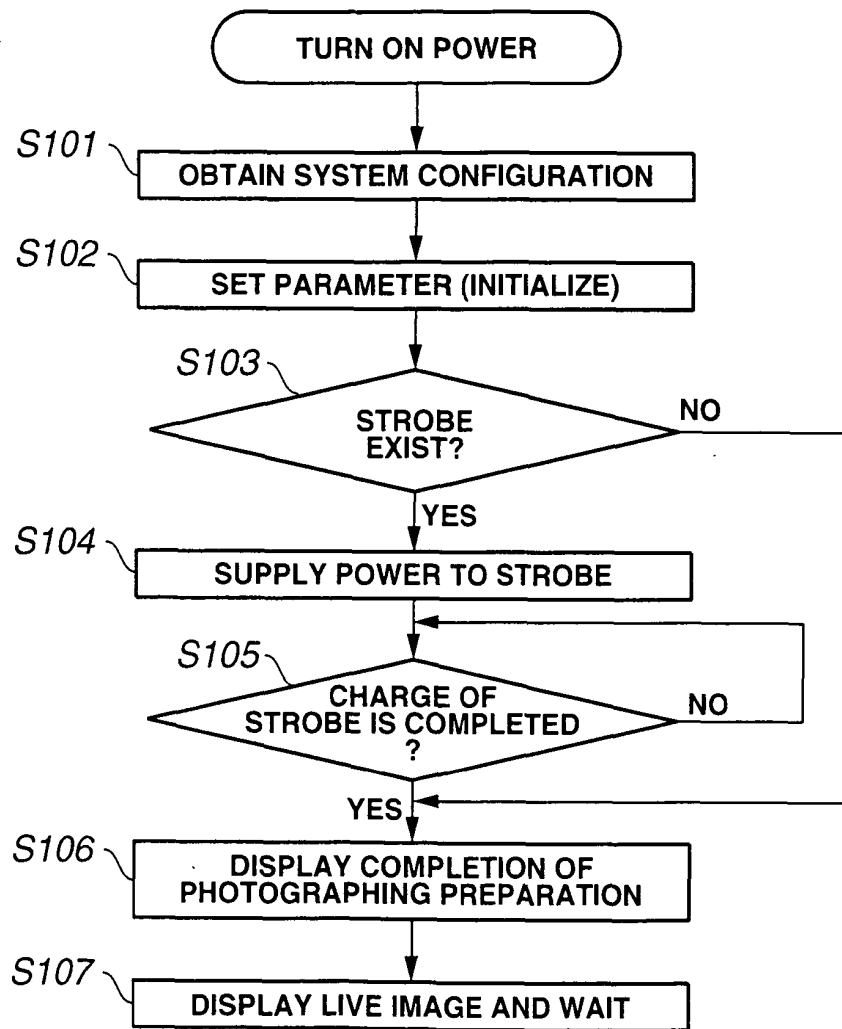 TURN ON POWER
S101
OBTAIN SYSTEM CONFIGURATION
S102
SET PARAMETER (INITIALIZE)
S103
STROBE
EXIST?
NO
YES
S104
SUPPLY POWER TO STROBE
S105
CHARGE OF
STROBE IS COMPLETED
?
NO
YES
S106
DISPLAY COMPLETION OF
PHOTOGRAPHING PREPARATION
S107
DISPLAY LIVE IMAGE AND WAIT